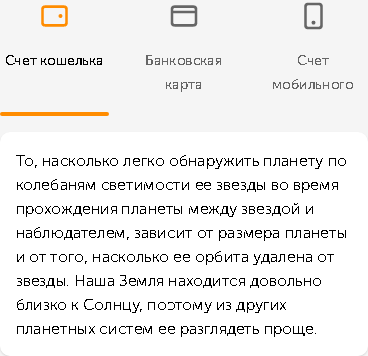 Счет кошелька
Банковская
карта
Счет
мобильного
То, насколько легко обнаружить планету по
колебаням светимости ее звезды во время
прохождения планеты между звездой и
наблюдателем, зависит от размера планеты
и от того, насколько ее орбита удалена от
звезды. Наша Земля находится довольно
близко к Солнцу, поэтому из других
планетных систем ее разглядеть проще.